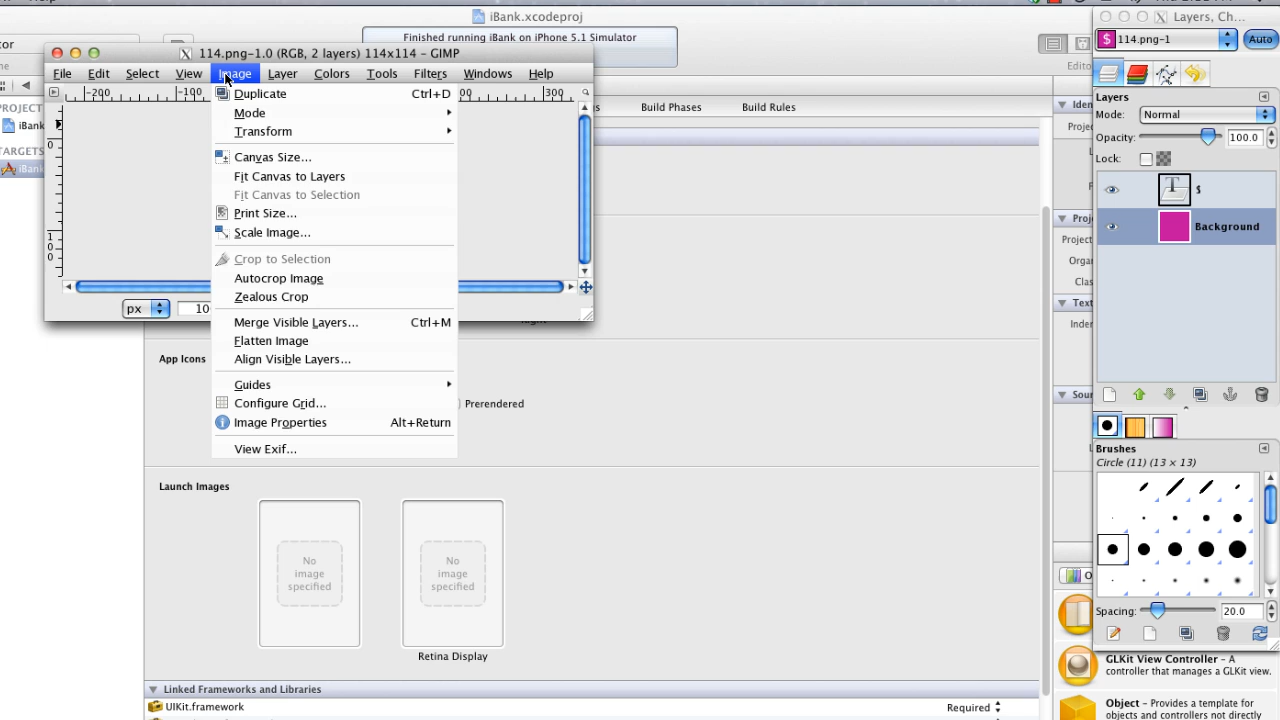 iBank.xcodeproj
Layers, Ch...
Finished running iBank on iPhone 5.1 Simulator
114.png-1
Auto
114.png-1.0 (RGB, 2 layers) 114x114 – GIMP
File Edit Select View Image Layer Colors Tools Filters Windows Help
-200 -100 300
Duplicate Ctrl+D
Mode
Transform
Canvas Size...
Fit Canvas to Layers
Fit Canvas to Selection
Print Size...
Scale Image...
Crop to Selection
Autocrop Image
Zealous Crop
Merge Visible Layers... Ctrl+M
Flatten Image
Align Visible Layers...
Guides
Configure Grid...
Image Properties Alt+Return
View Exif...
px 10
PROJECT
iBank
TARGETS
iBank
Build Phases Build Rules
App Icons
Prerendered
Launch Images
No image specified
No image specified
Retina Display
Linked Frameworks and Libraries
UIKit.framework Required
Layers
Mode: Normal
Opacity: 100.0
Lock:
$
Background
Brushes
Circle (11) (13 × 13)
Spacing: 20.0
GLKit View Controller – A
controller that manages a GLKit view.
Object – Provides a template for
objects and controllers not directly